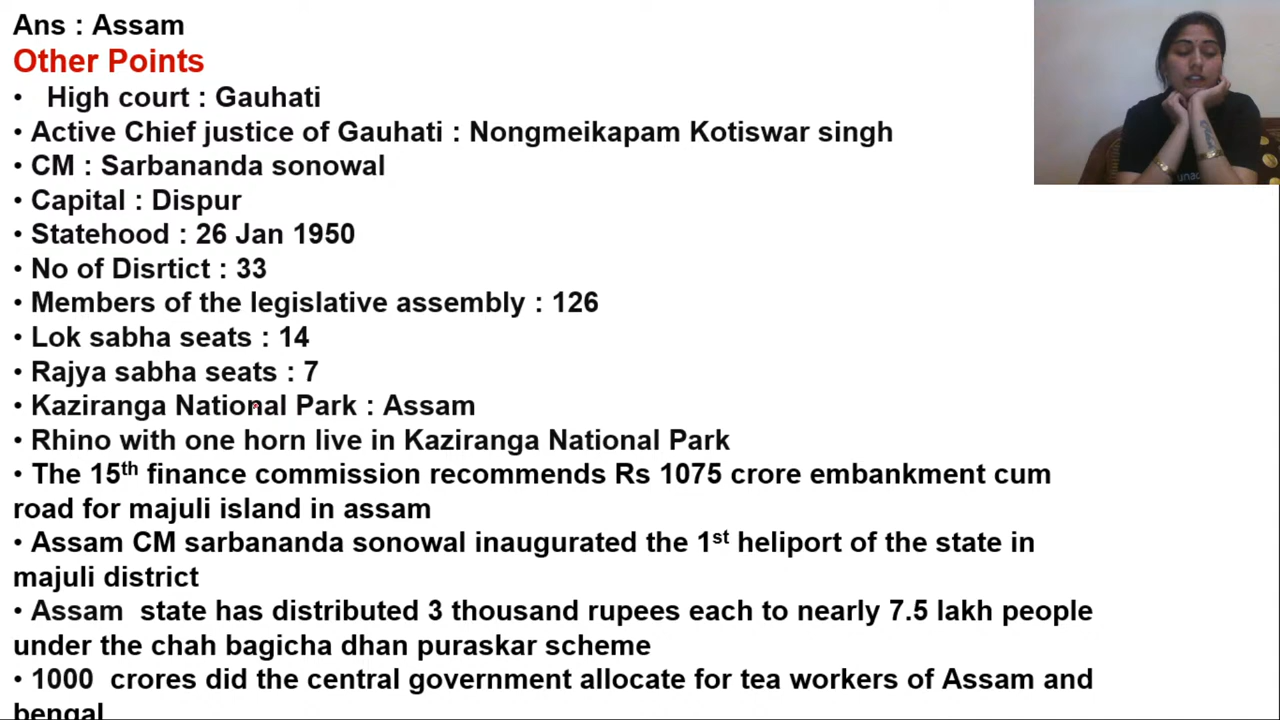 Ans : Assam
Other Points
• High court : Gauhati
• Active Chief justice of Gauhati : Nongmeikapam Kotiswar singh
• CM : Sarbananda sonowal
• Capital : Dispur
• Statehood : 26 Jan 1950
• No of Disrtict : 33
• Members of the legislative assembly : 126
• Lok sabha seats : 14
• Rajya sabha seats : 7
• Kaziranga National Park : Assam
• Rhino with one horn live in Kaziranga National Park
• The 15th finance commission recommends Rs 1075 crore embankment cum
road for majuli island in assam
• Assam CM sarbananda sonowal inaugurated the 1st heliport of the state in
majuli district
• Assam state has distributed 3 thousand rupees each to nearly 7.5 lakh people
under the chah bagicha dhan puraskar scheme
• 1000 crores did the central government allocate for tea workers of Assam and
bengal